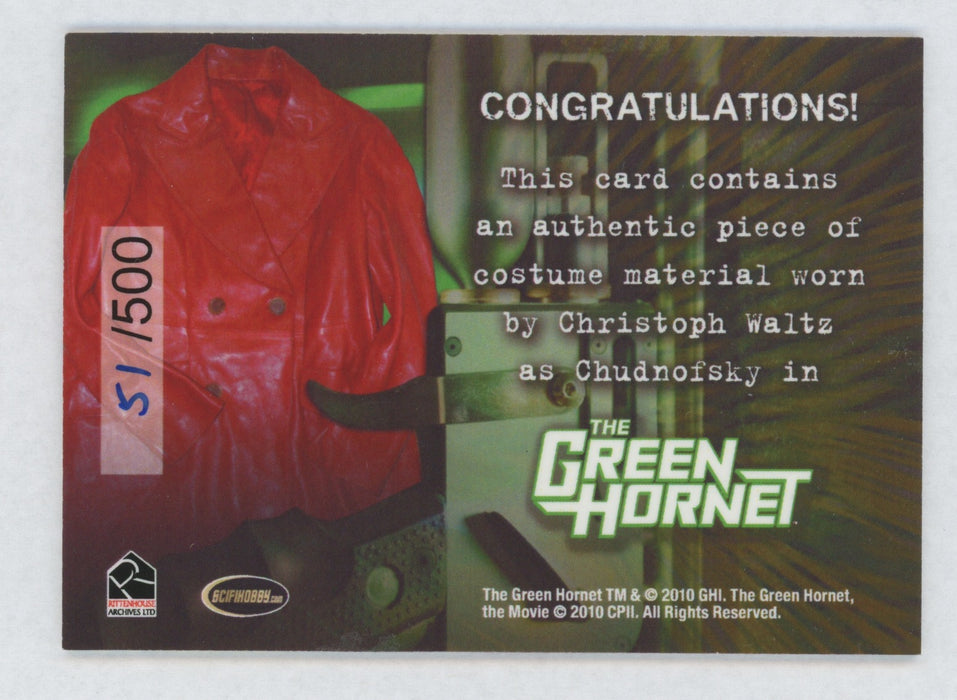 CONGRATULATIONS!
This card contains
an authentic piece of
costume material worn
by Christoph Waltz
as Chudnofsky in
THE
GREEN
HORNET
51 /500
RITTENHOUSE
ARCHIVES LTD
SCIFIHOBBY.com
The Green Hornet TM & © 2010 GHI. The Green Hornet,
the Movie © 2010 CPII. All Rights Reserved.